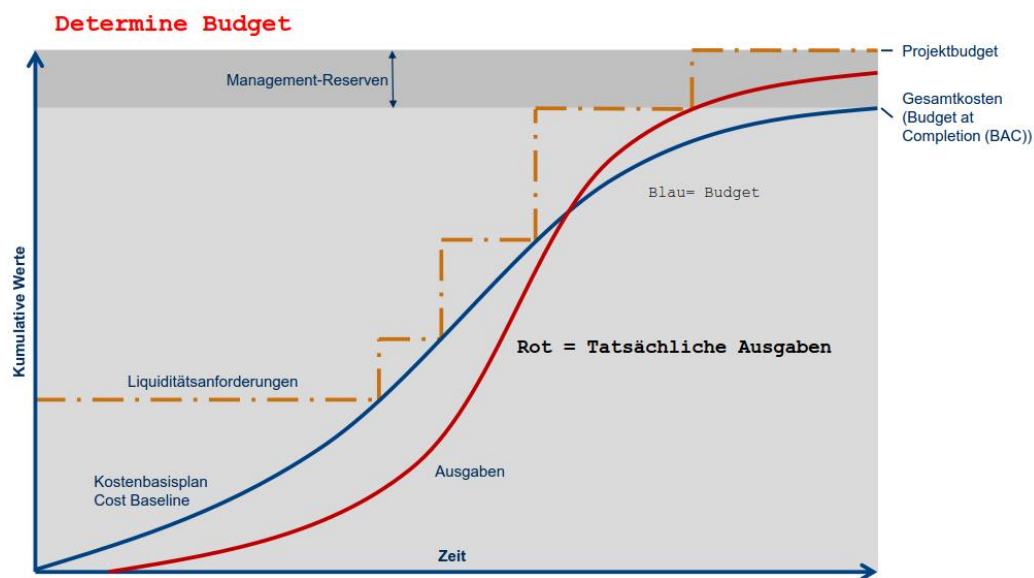 Determine Budget
Management-Reserven
Projektbudget
Gesamtkosten
(Budget at
Completion (BAC))
Blau= Budget
Kumulative Werte
Rot = Tatsächliche Ausgaben
Liquiditätsanforderungen
Kostenbasisplan
Cost Baseline
Ausgaben
Zeit